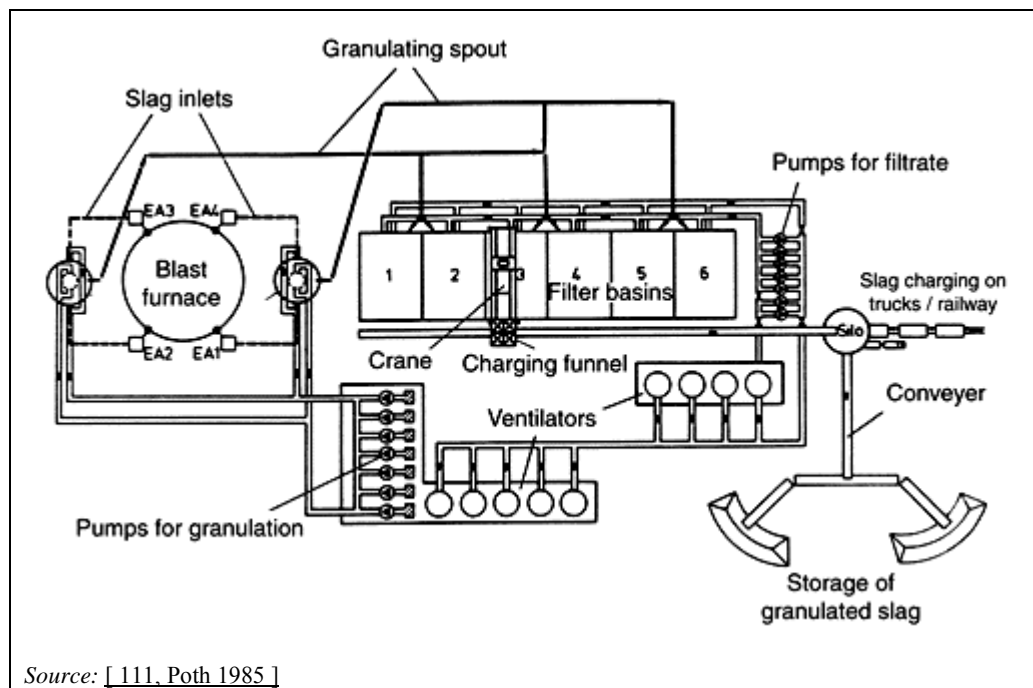 Granulating spout
Slag inlets
Pumps for filtrate
EA3
EA4
Blast
furnace
1
2
3
4
5
6
Filter basins
Slag charging on
trucks / railway
Silo
EA2
EA1
Crane
Charging funnel
Conveyer
Ventilators
Pumps for granulation
Storage of
granulated slag
Source: [ 111, Poth 1985 ]